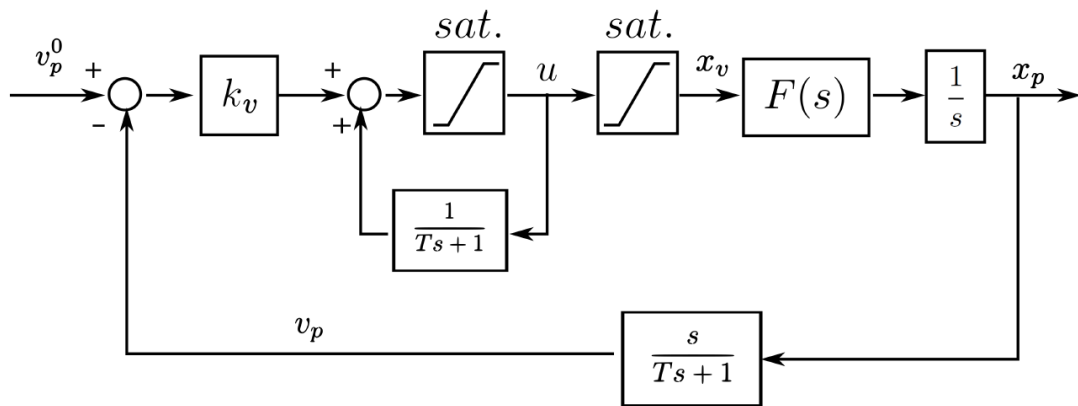 sat.
sat.
v_p^0
+
-
k_v
+
+
u
x_v
F(s)
1/s
x_p
1/(Ts + 1)
v_p
s/(Ts + 1)